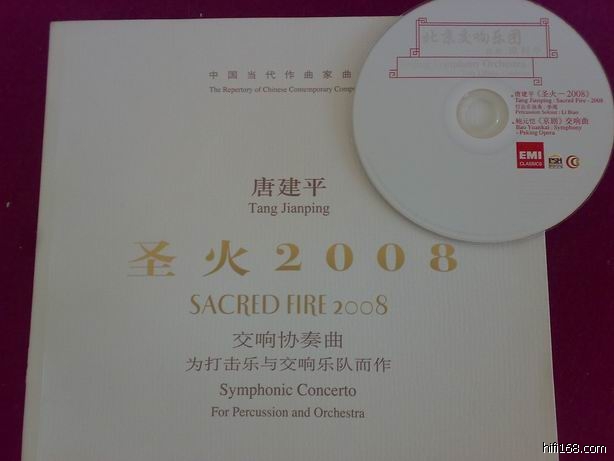 中国当代作曲家曲
The Repertory of Chinese Contemporary Comp
唐建平
Tang Jianping
圣火2008
SACRED FIRE 2008
交响协奏曲
为打击乐与交响乐队而作
Symphonic Concerto
For Percussion and Orchestra
北京交响乐团
Symphony Orchestra
唐建平《圣火－2008》
Tang Jianping : Sacred Fire - 2008
打击乐独奏：李飚
Percussion Soloist : Li Biao
鲍元恺《京剧》交响曲
Bao Yuankai : Symphony
- Peking Opera
EMI
CLASSICS
hifi168.com